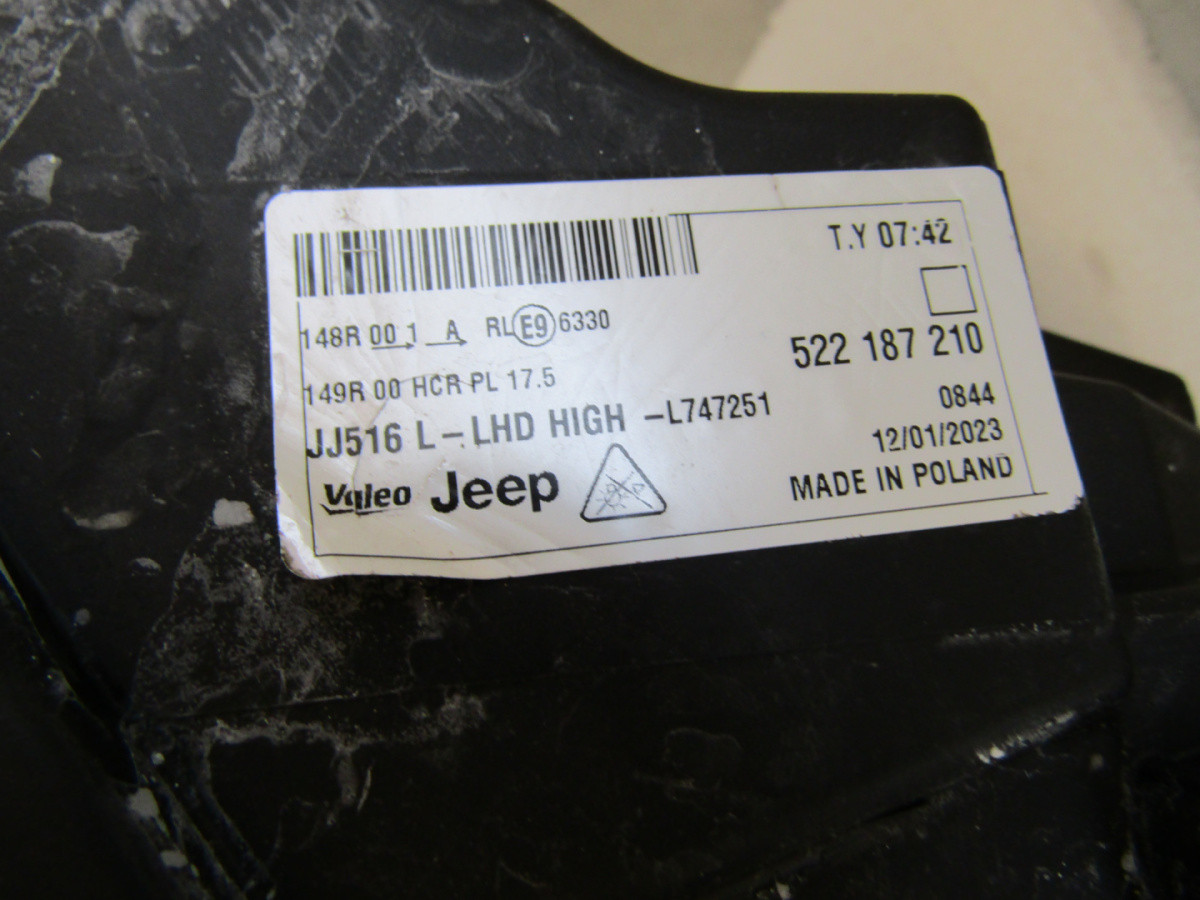 T.Y 07:42
148R 00 1 A RL E9 6330
522 187 210
149R 00 HCR PL 17.5
0844
JJ516 L-LHD HIGH -L747251
12/01/2023
Valeo Jeep
MADE IN POLAND